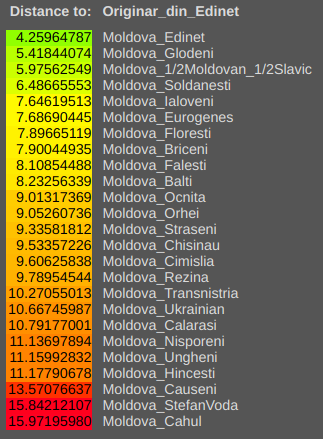 Distance to: Originar_din_Edinet
4.25964787 Moldova_Edinet
5.41844074 Moldova_Glodeni
5.97562549 Moldova_1/2Moldovan_1/2Slavic
6.48665553 Moldova_Soldanesti
7.64619513 Moldova_Ialoveni
7.68690445 Moldova_Eurogenes
7.89665119 Moldova_Floresti
7.90044935 Moldova_Briceni
8.10854488 Moldova_Falesti
8.23256339 Moldova_Balti
9.01317369 Moldova_Ocnita
9.05260736 Moldova_Orhei
9.33581812 Moldova_Straseni
9.53357226 Moldova_Chisinau
9.60625838 Moldova_Cimislia
9.78954544 Moldova_Rezina
10.27055013 Moldova_Transnistria
10.66745987 Moldova_Ukrainian
10.79177001 Moldova_Calarasi
11.13697894 Moldova_Nisporeni
11.15992832 Moldova_Ungheni
11.17790678 Moldova_Hincesti
13.57076637 Moldova_Causeni
15.84212107 Moldova_StefanVoda
15.97195980 Moldova_Cahul